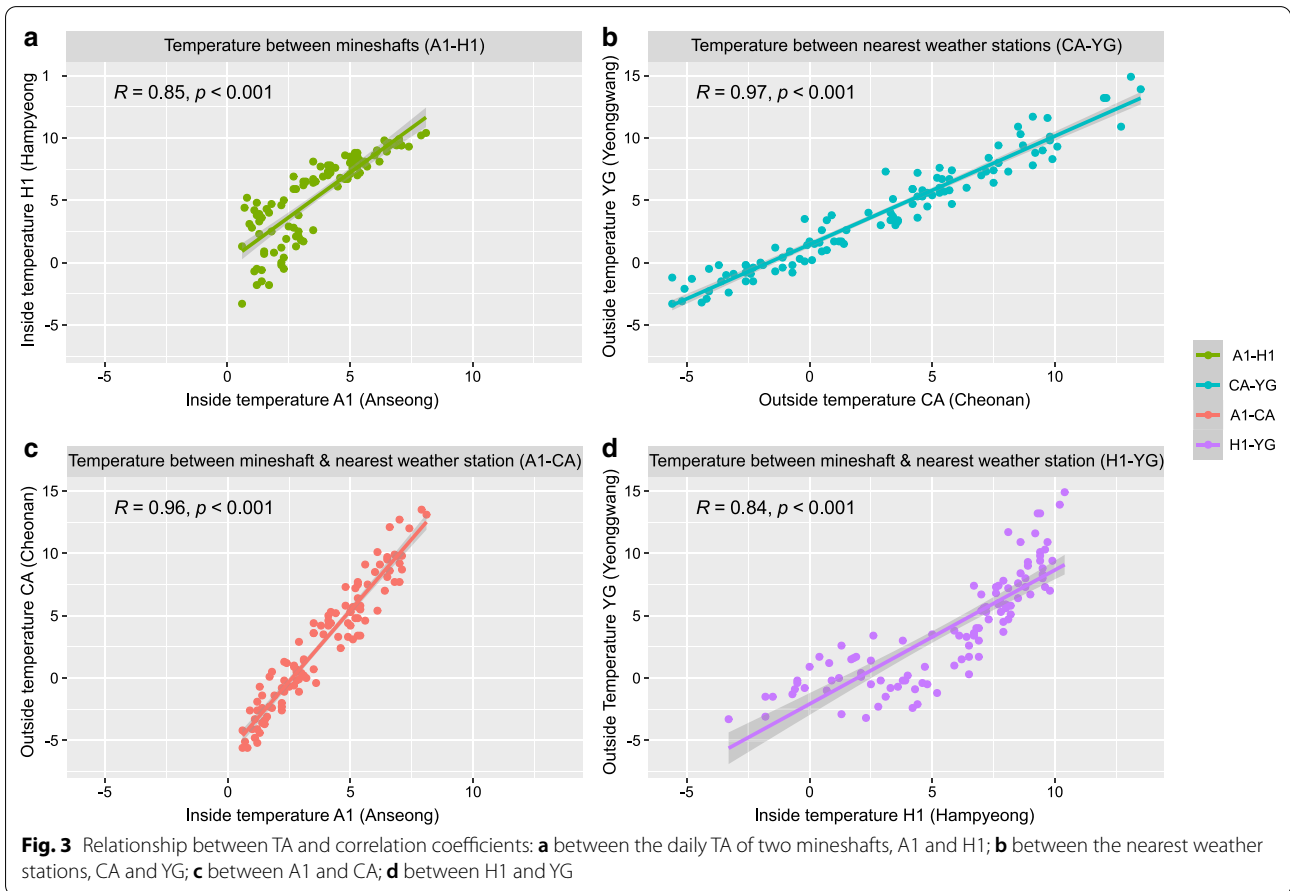 a
Temperature between mineshafts (A1-H1)
R = 0.85, p < 0.001
Inside temperature H1 (Hampyeong)
1
10
5
0
-5
-5 0 5 10
Inside temperature A1 (Anseong)
b
Temperature between nearest weather stations (CA-YG)
R = 0.97, p < 0.001
Outside temperature YG (Yeonggwang)
15
10
5
0
-5
-5 0 5 10
Outside temperature CA (Cheonan)
A1-H1
CA-YG
A1-CA
H1-YG
c
Temperature between mineshaft & nearest weather station (A1-CA)
R = 0.96, p < 0.001
Outside temperature CA (Cheonan)
15
10
5
0
-5
-5 0 5 10
Inside temperature A1 (Anseong)
d
Temperature between mineshaft & nearest weather station (H1-YG)
R = 0.84, p < 0.001
Outside Temperature YG (Yeonggwang)
15
10
5
0
-5
-5 0 5 10
Inside temperature H1 (Hampyeong)
Fig. 3 Relationship between TA and correlation coefficients: a between the daily TA of two mineshafts, A1 and H1; b between the nearest weather
stations, CA and YG; c between A1 and CA; d between H1 and YG